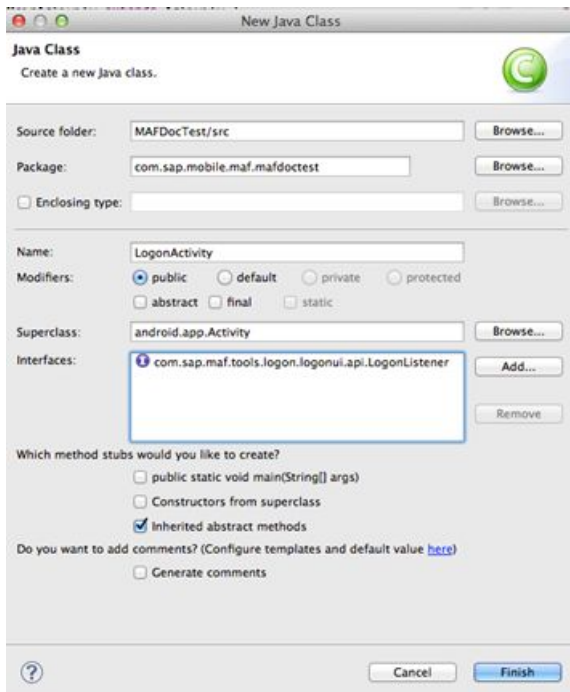 New Java Class
Java Class
Create a new Java class.
C
Source folder: MAFDocTest/src Browse...
Package: com.sap.mobile.maf.mafdoctest Browse...
Enclosing type: Browse...
Name: LogonActivity
Modifiers: public default private protected
abstract final static
Superclass: android.app.Activity Browse...
Interfaces: I com.sap.maf.tools.logon.logonui.api.LogonListener Add...
Remove
Which method stubs would you like to create?
public static void main(String[] args)
Constructors from superclass
Inherited abstract methods
Do you want to add comments? (Configure templates and default value here)
Generate comments
? Cancel Finish